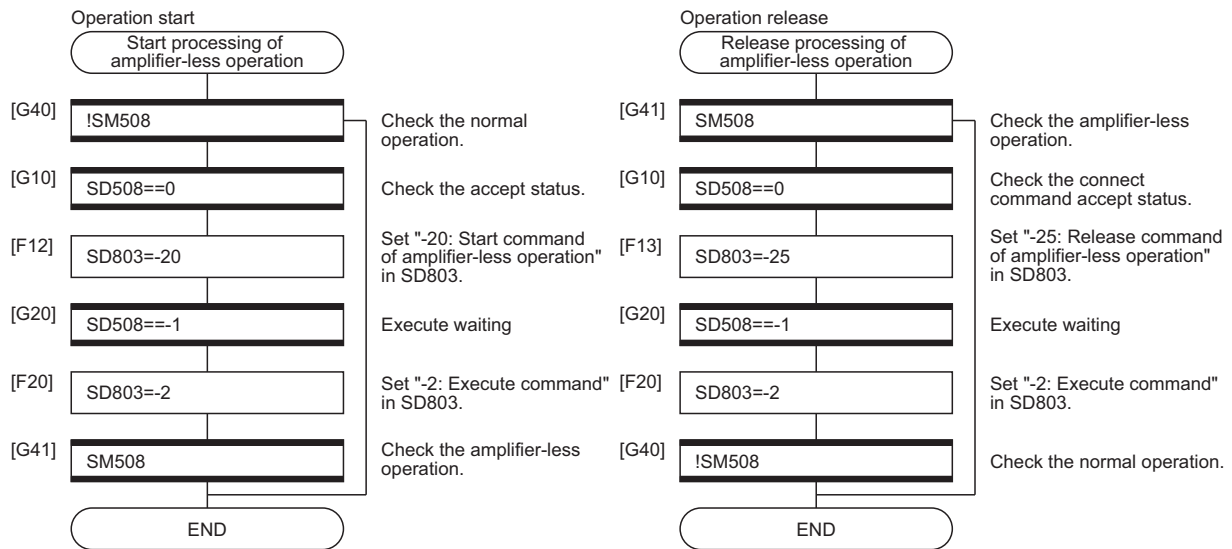 Operation start
Start processing of
amplifier-less operation
[G40]
!SM508
Check the normal
operation.
[G10]
SD508==0
Check the accept status.
[F12]
SD803=-20
Set "-20: Start command
of amplifier-less operation"
in SD803.
[G20]
SD508==-1
Execute waiting
[F20]
SD803=-2
Set "-2: Execute command"
in SD803.
[G41]
SM508
Check the amplifier-less
operation.
END
Operation release
Release processing of
amplifier-less operation
[G41]
SM508
Check the amplifier-less
operation.
[G10]
SD508==0
Check the connect
command accept status.
[F13]
SD803=-25
Set "-25: Release command
of amplifier-less operation"
in SD803.
[G20]
SD508==-1
Execute waiting
[F20]
SD803=-2
Set "-2: Execute command"
in SD803.
[G40]
!SM508
Check the normal operation.
END